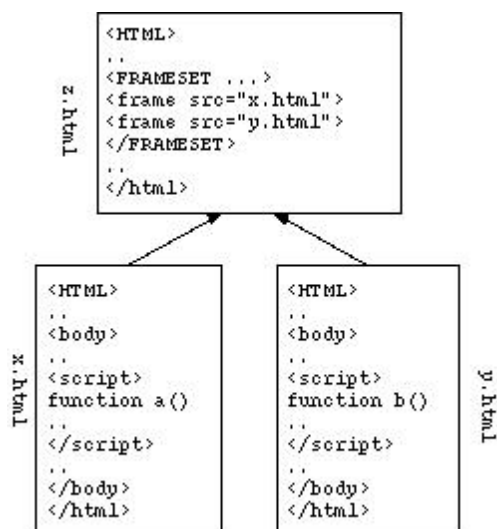 z.html
<HTML>
..
<FRAMESET ...>
<frame src="x.html">
<frame src="y.html">
</FRAMESET>
..
</html>
x.html
<HTML>
..
<body>
..
<script>
function a()
..
</script>
..
</body>
</html>
<HTML>
..
<body>
..
<script>
function b()
..
</script>
..
</body>
</html>
y.html